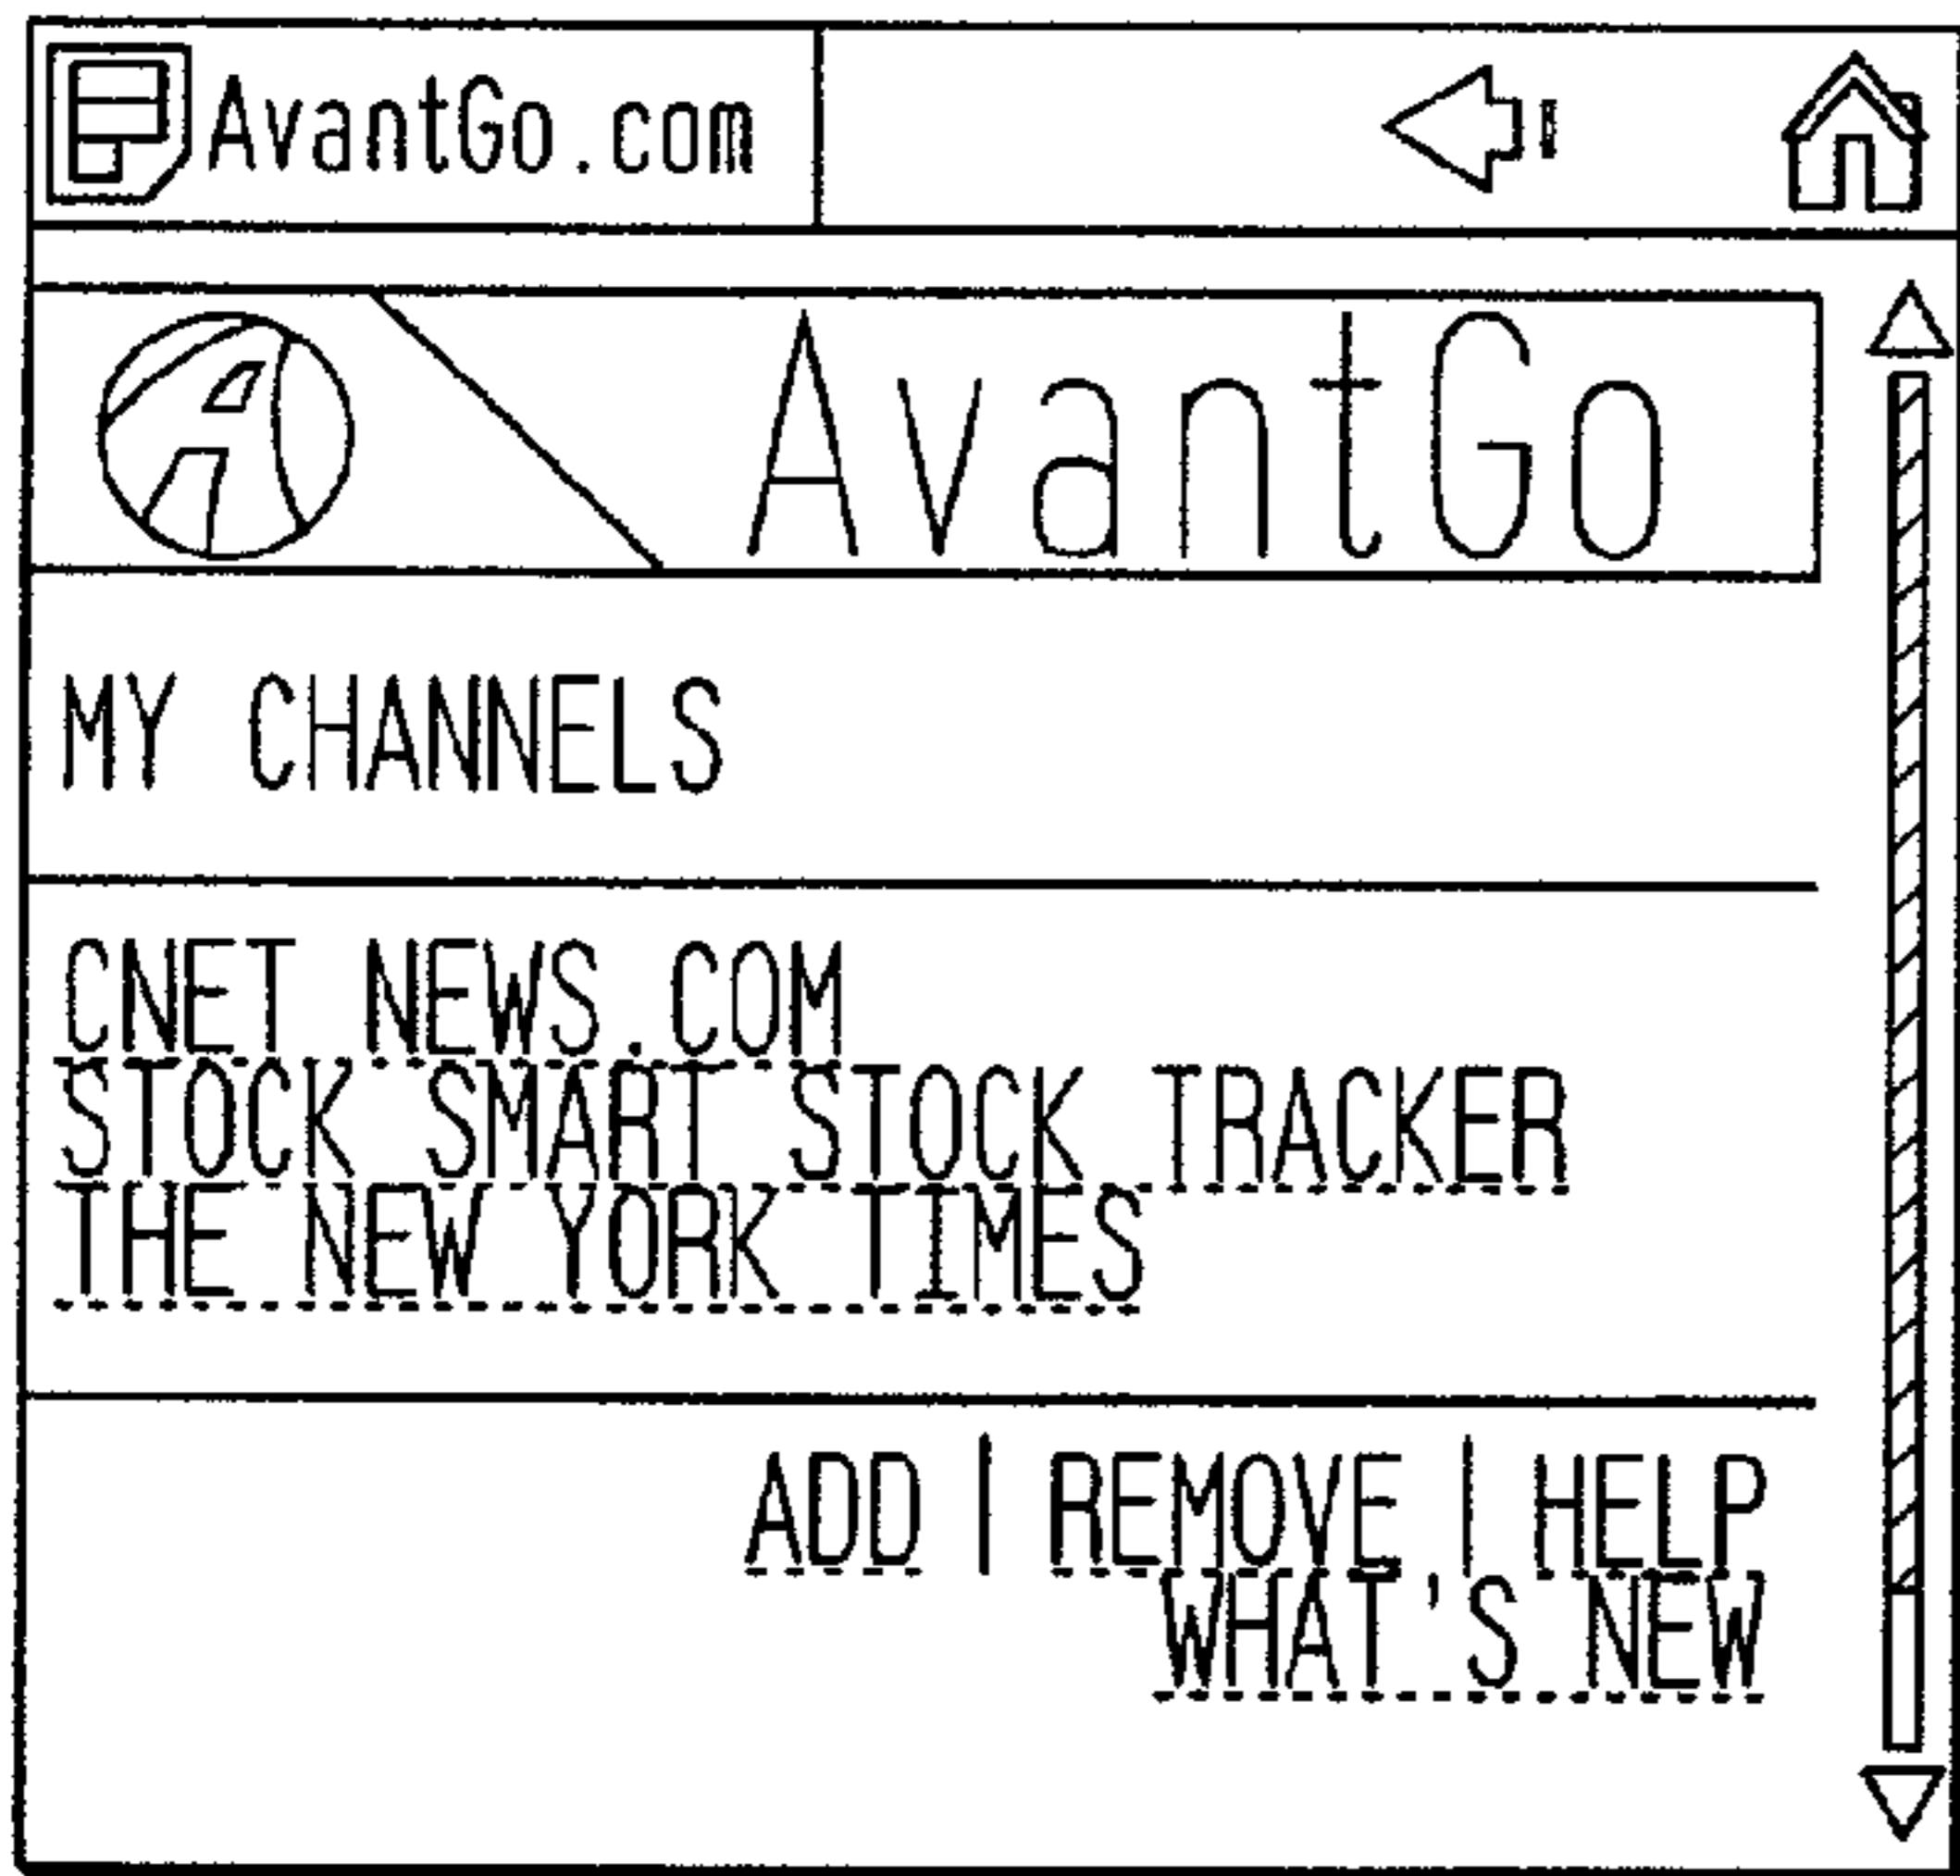 AvantGo.com
AvantGo
MY CHANNELS
CNET NEWS.COM
STOCK SMART STOCK TRACKER
THE NEW YORK TIMES
ADD | REMOVE | HELP
WHAT'S NEW